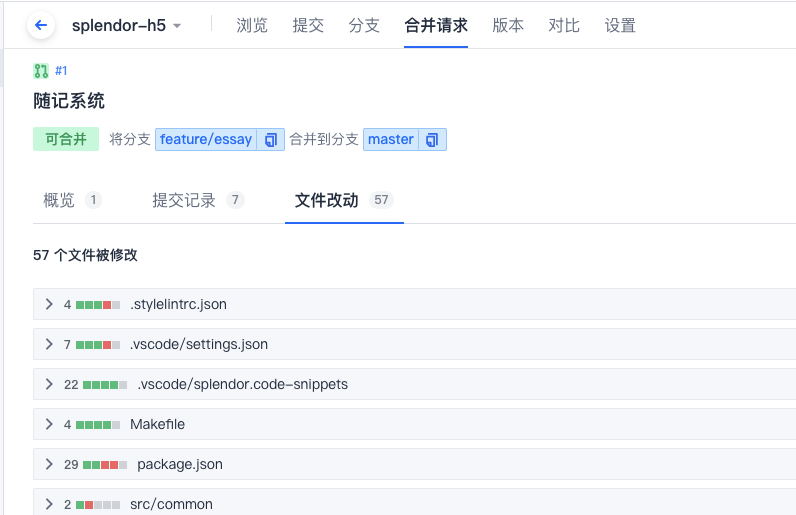 splendor-h5 浏览 提交 分支 合并请求 版本 对比 设置
#1
随记系统
可合并 将分支 feature/essay 合并到分支 master
概览 1 提交记录 7 文件改动 57
57 个文件被修改
4 .stylelintrc.json
7 .vscode/settings.json
22 .vscode/splendor.code-snippets
4 Makefile
29 package.json
2 src/common